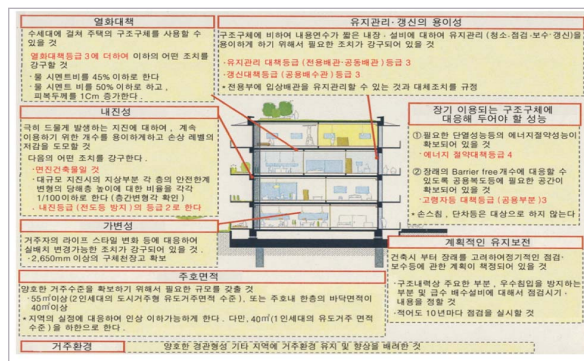 열화대책
수세대에 걸쳐 주택의 구조체를 사용할 수
있을 것
열화대책등급 3에 더하여 이하의 어떤 조치를
강구할 것
· 물 시멘트비를 45% 이하로 한다
· 물 시멘트 비를 50% 이하로 하고,
피복두께를 1Cm 증가한다.
유지관리·갱신의 용이성
구조구체에 비하여 내용연수가 짧은 내장·설비에 대하여 유지관리 (청소·점검·보수·갱신)을
용이하게 하기 위해서 필요한 조치가 강구되어 있을 것
·유지관리 대책등급 (전용배관·공동배관) 등급 3
·갱신대책등급 (공용배수관) 등급 3
* 전용부에 입상배관을 유지관리할 수 있는 것과 대체조치를 규정
내진성
극히 드물게 발생하는 지진에 대하여, 계속
이용하기 위한 개수를 용이하게하고 손상 레벨의
저감을 도모할 것
다음의 어떤 조치를 강구한다.
· 면진건축물일 것
· 대규모 지진시의 지상부분 각 층의 안전한계
변형의 당해층 높이에 대한 비율을 각각
1/100이하로 한다 (층간변형각 확인)
· 내진등급 (전도등 방지)의 등급 2로 한다
장기 이용되는 구조구체에
대응해 두어야 할 성능
① 필요한 단열성능등의 에너지절약성능이
확보되어 있을 것
* 에너지 절약대책등급 4
② 장래의 Barrier free개수에 대응할 수
있도록 공용복도등에 필요한 공간이
확보되어 있을 것
·고령자등 대책등급 (공용부분)3
* 손스침, 단차등은 대상으로 하지 않는다
가변성
거주자의 라이프 스타일 변화 등에 대응하여
실배치 변경가능한 조치가 강구되어 있을 것.
· 2,650mm 이상의 구체천장고 확보
계획적인 유지보전
건축시 부터 장래를 고려하여정기적인 점검·
보수등에 관한 계획이 책정되어 있을 것
· 구조내력상 주요한 부분, 우수침입을 방지하는
부분 및 급수 배수설비에 대해서 점검시기·
내용을 정할 것
· 적어도 10년마다 점검을 실시할 것
주호면적
양호한 거주수준을 확보하기 위해서 필요한 규모를 갖출 것
· 55㎡이상 (2인세대의 도시거주형 유도거주면적 수준), 또는 주호내 한층의 바닥면적이
40㎡이상
* 지역의 실정에 대응하여 인상 이하가능하게 한다. 다만, 40㎡(1인세대의 유도거주 면적
수준)을 하한으로 한다.
거주환경
양호한 경관형성 기타 지역에 거주환경 유지 및 향상을 배려한 것